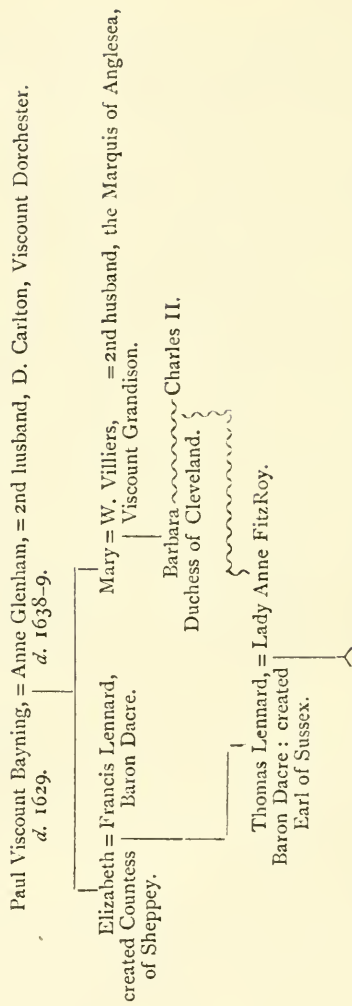 Paul Viscount Bayning, = Anne Glenham, = 2nd husband, D. Carlton, Viscount Dorchester.
d. 1629. d. 1638-9.
Elizabeth = Francis Lennard, Mary = W. Villiers, = 2nd husband, the Marquis of Anglesea,
created Countess Baron Dacre. Viscount Grandison.
of Sheppey.
Barbara Charles II.
Duchess of Cleveland.
Thomas Lennard, = Lady Anne FitzRoy.
Baron Dacre: created
Earl of Sussex.